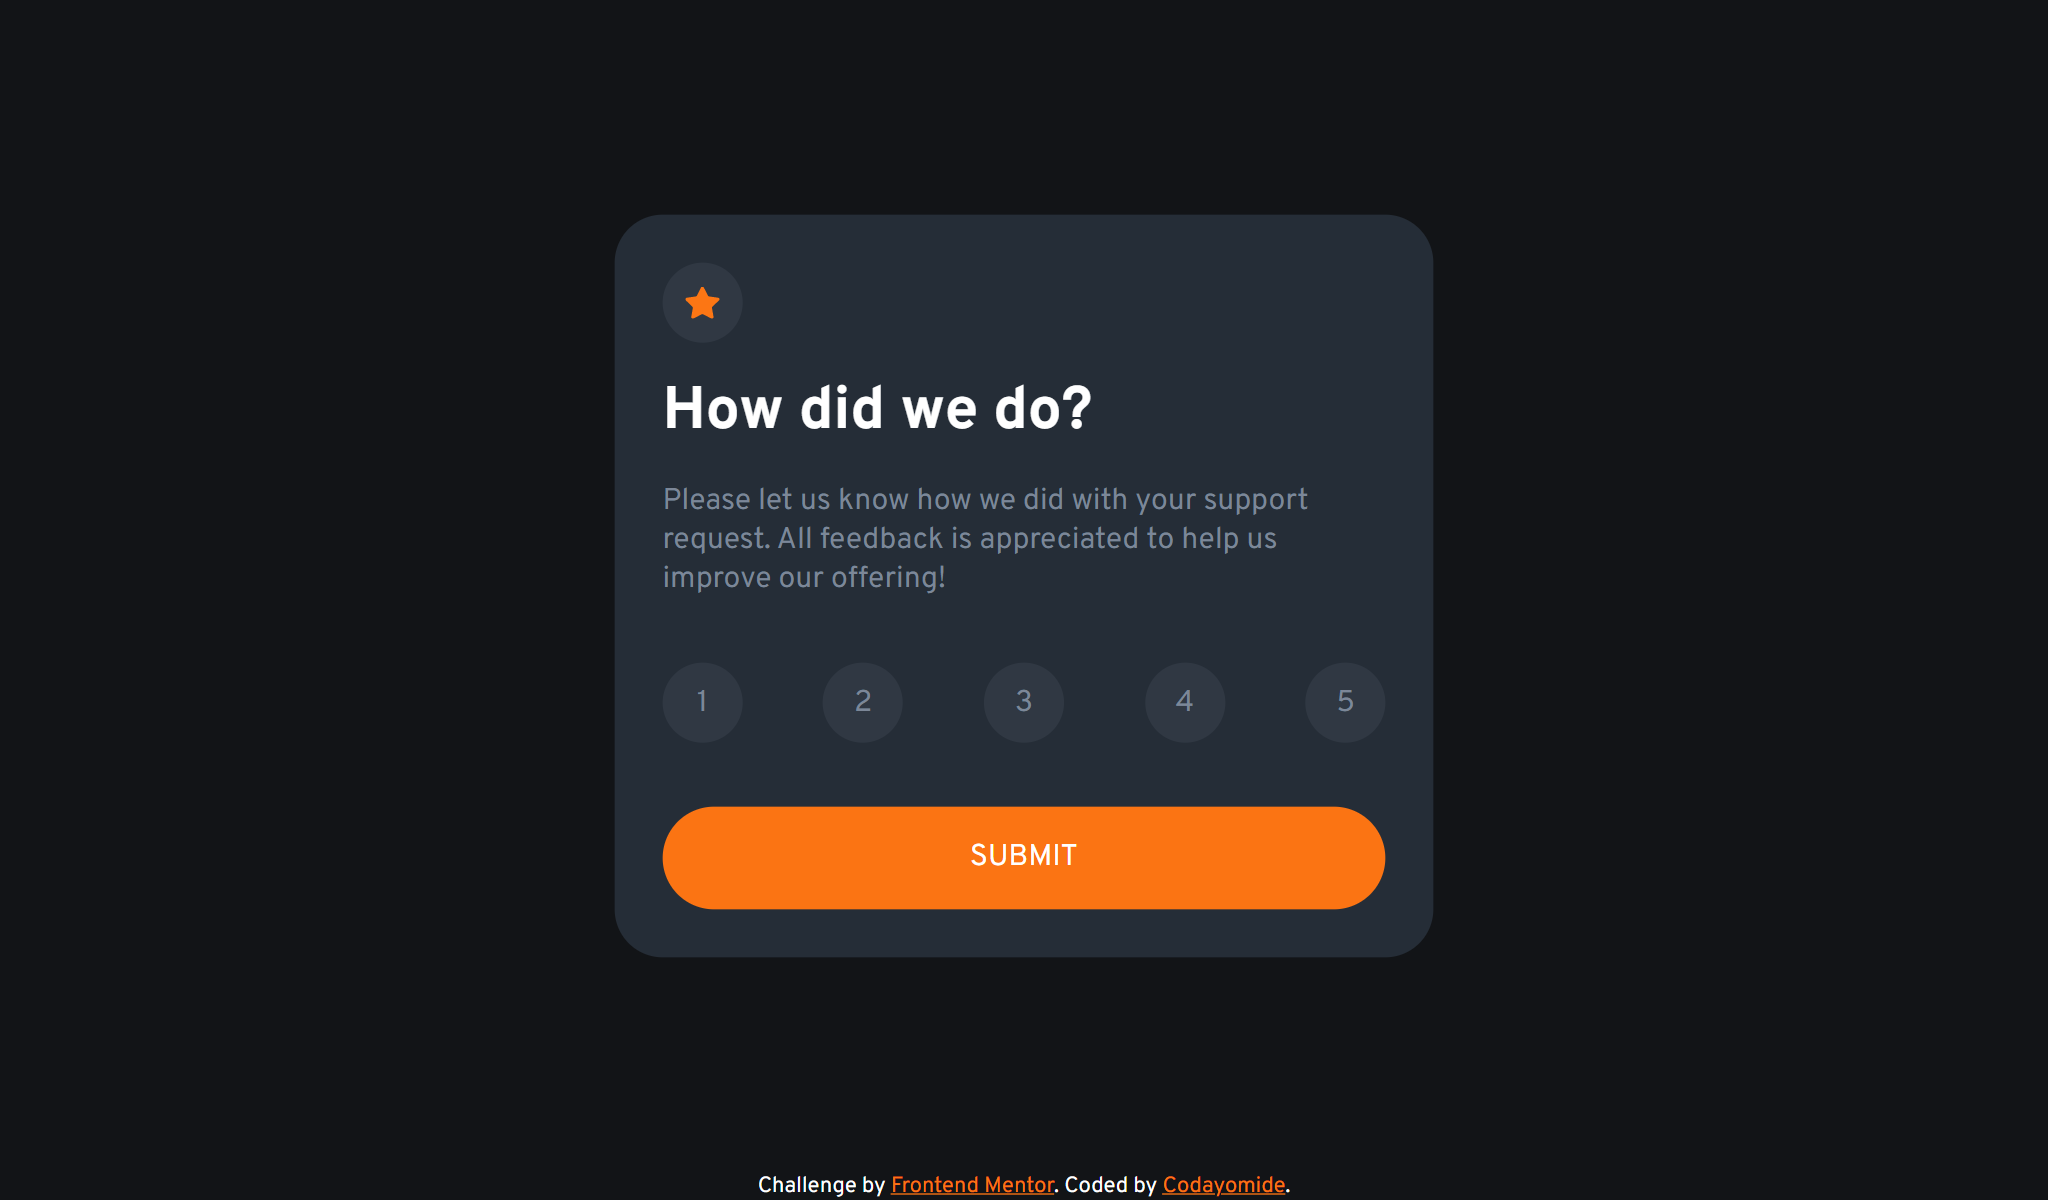 How did we do?
Please let us know how we did with your support
request. All feedback is appreciated to help us
improve our offering!
1 2 3 4 5
SUBMIT
Challenge by Frontend Mentor. Coded by Codayomide.